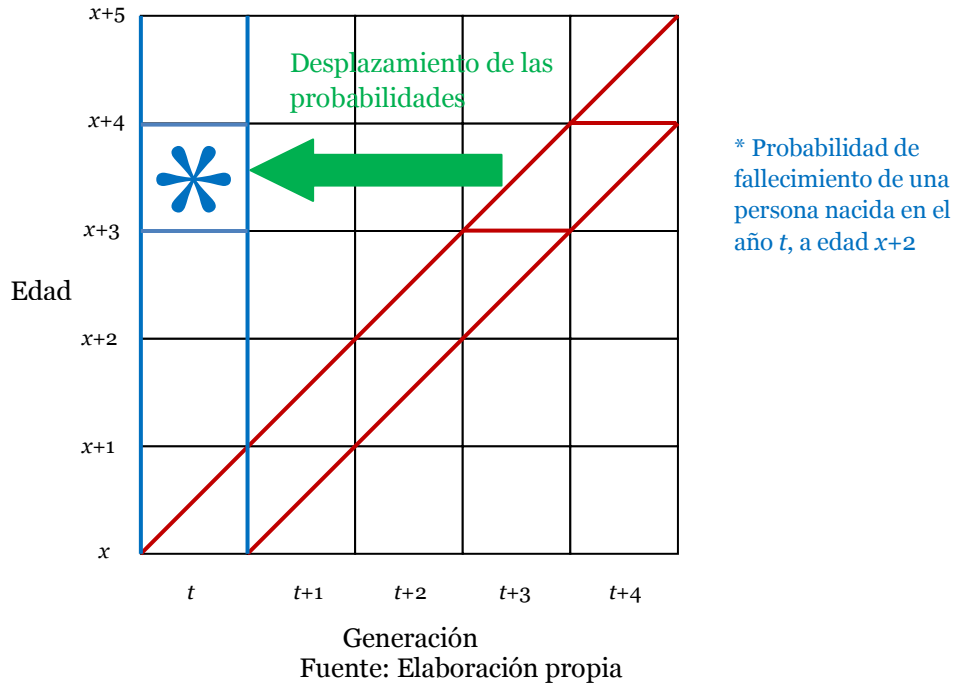 x+5
Desplazamiento de las
probabilidades
x+4
*
* Probabilidad de
fallecimiento de una
persona nacida en el
año t, a edad x+2
x+3
Edad
x+2
x+1
x
t t+1 t+2 t+3 t+4
Generación
Fuente: Elaboración propia